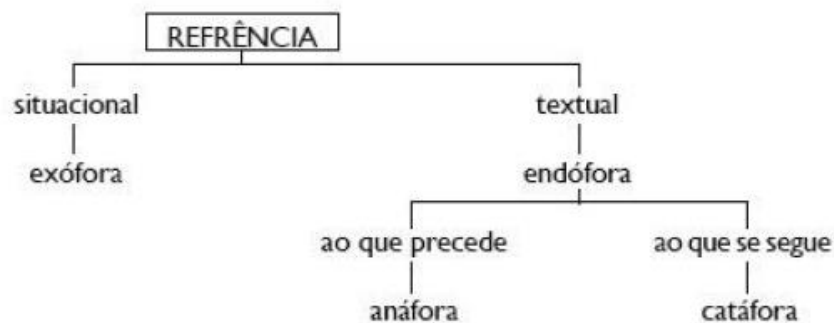 REFRÊNCIA
situacional textual
exófora endófora
ao que precede ao que se segue
anáfora catáfora